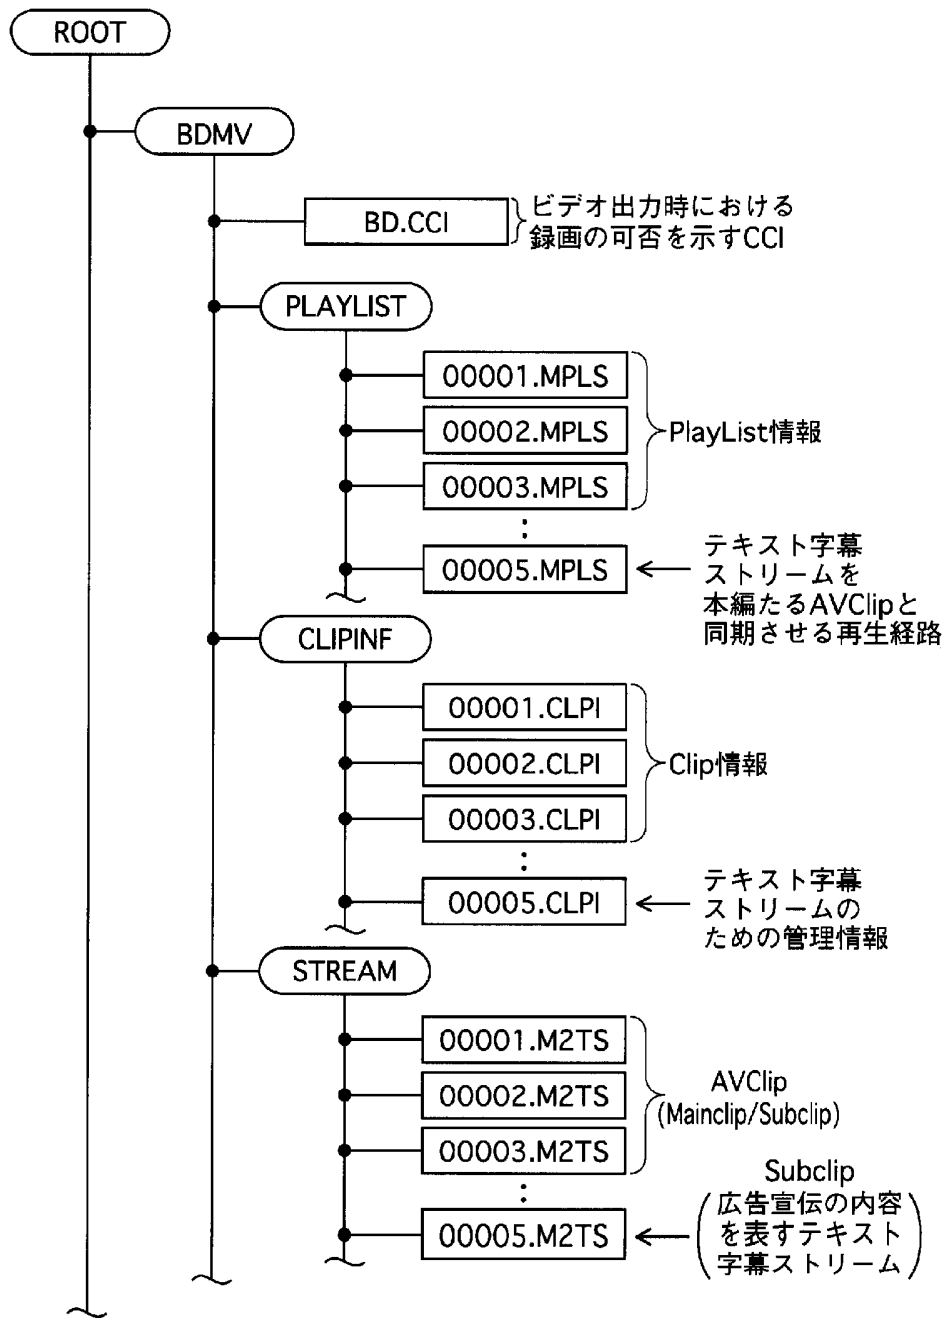 ROOT
BDMV
BD.CCI
ビデオ出力時における
録画の可否を示すCCI
PLAYLIST
00001.MPLS
00002.MPLS
00003.MPLS
PlayList情報
00005.MPLS
テキスト字幕
ストリームを
本編たるAVClipと
同期させる再生経路
CLIPINF
00001.CLPI
00002.CLPI
00003.CLPI
Clip情報
00005.CLPI
テキスト字幕
ストリームの
ための管理情報
STREAM
00001.M2TS
00002.M2TS
00003.M2TS
AVClip
(Mainclip/Subclip)
00005.M2TS
Subclip
(広告宣伝の内容
を表すテキスト
字幕ストリーム)